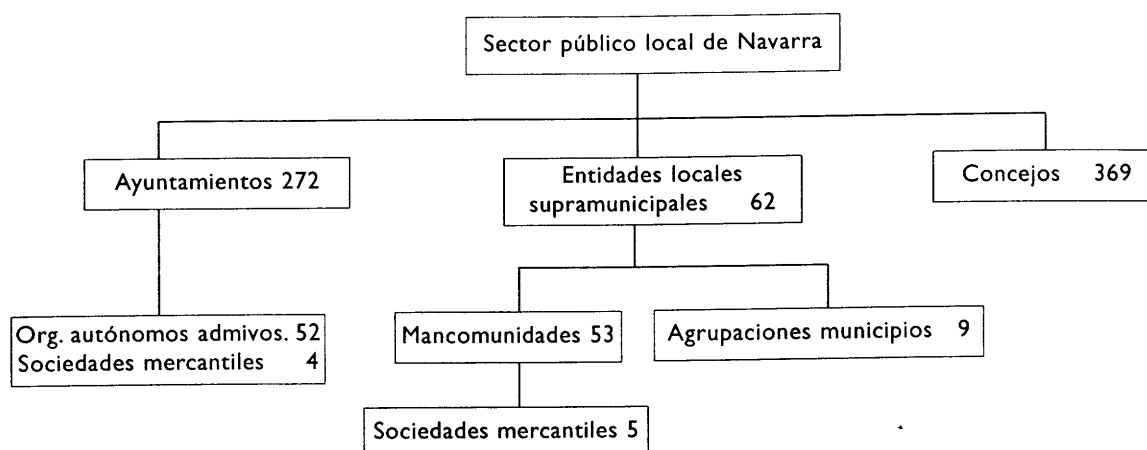 Sector público local de Navarra
Ayuntamientos 272
Entidades locales
supramunicipales 62
Concejos 369
Org. autónomos admivos. 52
Sociedades mercantiles 4
Mancomunidades 53
Agrupaciones municipios 9
Sociedades mercantiles 5